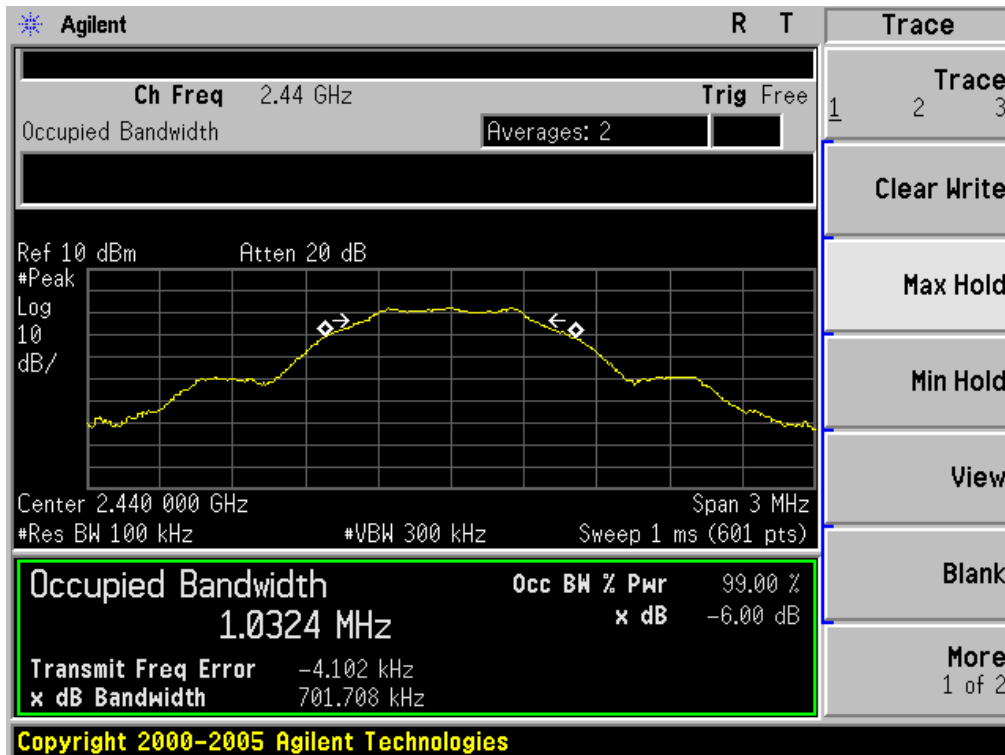 Agilent R T Trace
Ch Freq 2.44 GHz Trig Free
Occupied Bandwidth Averages: 2
Ref 10 dBm Atten 20 dB
#Peak
Log
10
dB/
Center 2.440 000 GHz Span 3 MHz
#Res BW 100 kHz #VBW 300 kHz Sweep 1 ms (601 pts)
Occupied Bandwidth Occ BW % Pwr 99.00 %
1.0324 MHz x dB -6.00 dB
Transmit Freq Error -4.102 kHz
x dB Bandwidth 701.708 kHz
Trace
1 2 3
Clear Write
Max Hold
Min Hold
View
Blank
More
1 of 2
Copyright 2000-2005 Agilent Technologies